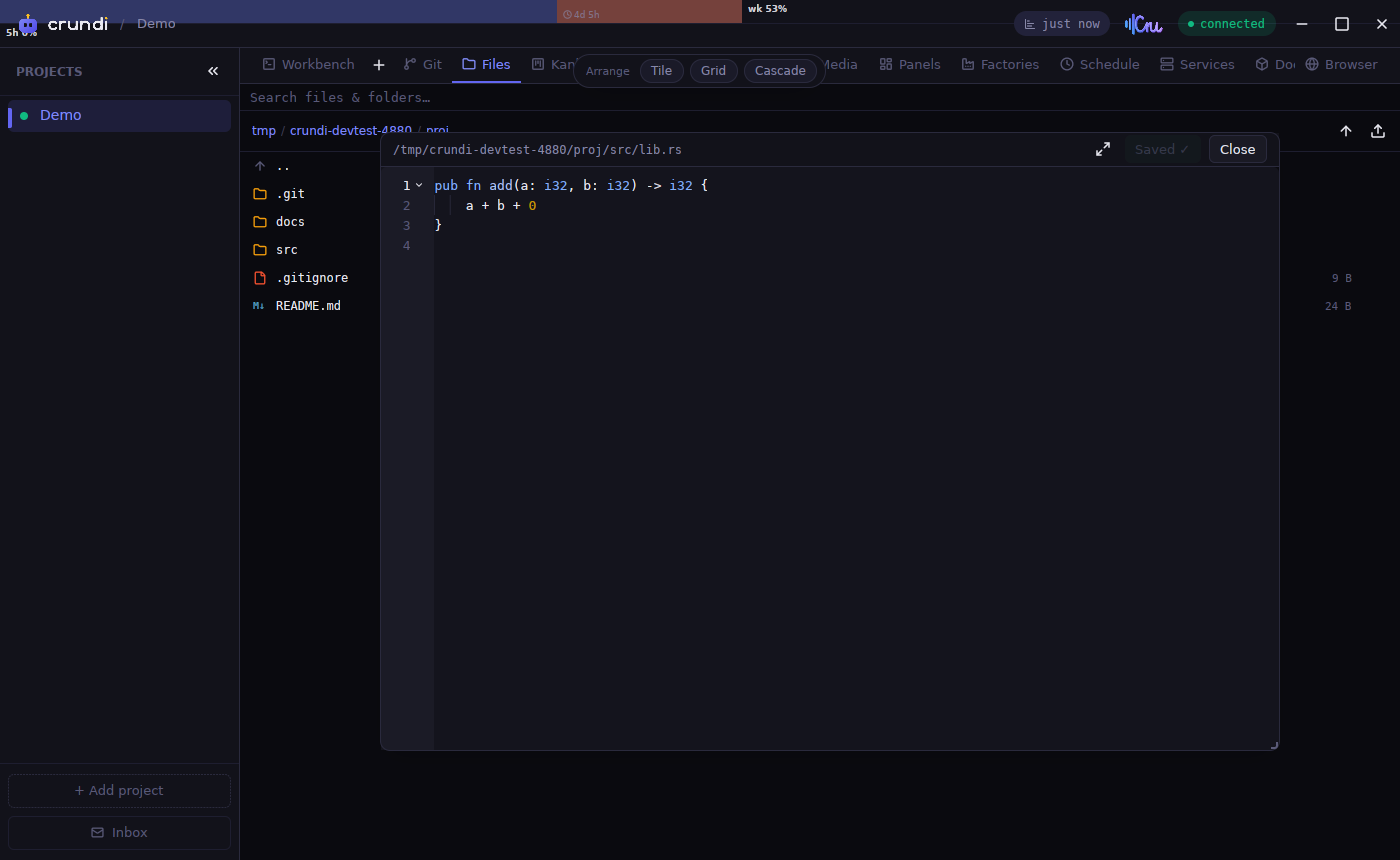 5h 0%
4d 5h
wk 53%
crundi / Demo
just now
Cru
connected
PROJECTS
Workbench
Git
Files
Kan
Arrange
Tile
Grid
Cascade
Media
Panels
Factories
Schedule
Services
Doc
Browser
Demo
Search files & folders…
tmp / crundi-devtest-4880 / proj
/tmp/crundi-devtest-4880/proj/src/lib.rs
Saved ✓
Close
..
.git
docs
src
.gitignore
9 B
README.md
24 B
1 pub fn add(a: i32, b: i32) -> i32 {
2 a + b + 0
3 }
4
+ Add project
Inbox